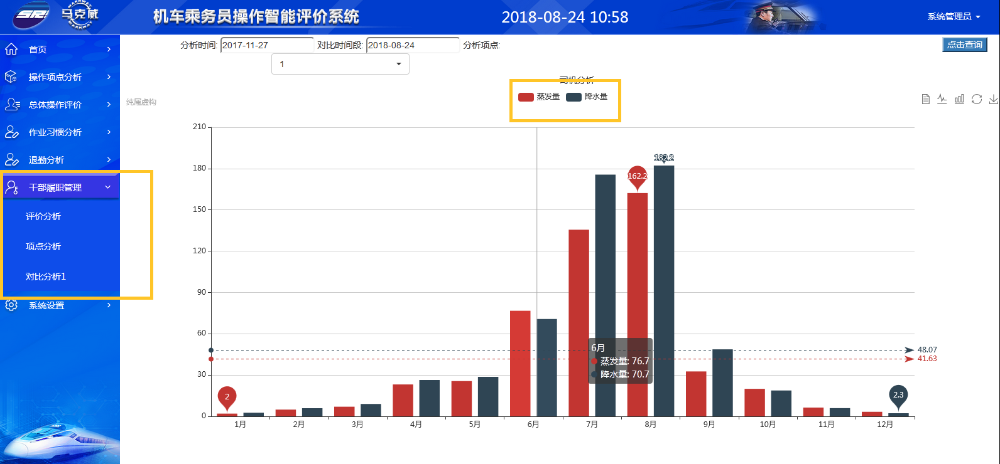 SRI
马克威
MARKWAY
MARKWAY
机车乘务员操作智能评价系统
2018-08-24 10:58
系统管理员
首页
操作项点分析
总体操作评价
作业习惯分析
退勤分析
干部履职管理
评价分析
项点分析
对比分析1
系统设置
分析时间: 2017-11-27 对比时间段: 2018-08-24 分析项点:
点击查询
1
司机分析
蒸发量 降水量
纯属虚构
210
180
150
120
90
60
30
0
182.2
162.2
2
2.3
48.07
41.63
6月
蒸发量: 76.7
降水量: 70.7
1月 2月 3月 4月 5月 6月 7月 8月 9月 10月 11月 12月